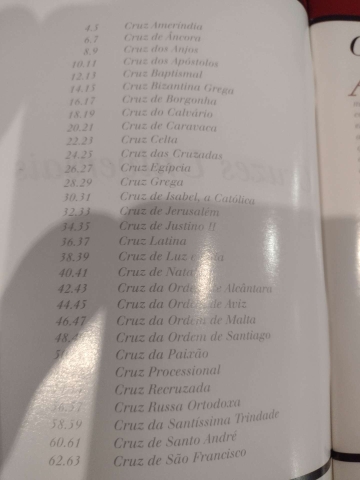 4.5 Cruz Ameríndia
6.7 Cruz de Âncora
8.9 Cruz dos Anjos
10.11 Cruz dos Apóstolos
12.13 Cruz Baptismal
14.15 Cruz Bizantina Grega
16.17 Cruz de Borgonha
18.19 Cruz do Calvário
20.21 Cruz de Caravaca
22.23 Cruz Celta
24.25 Cruz das Cruzadas
26.27 Cruz Egípcia
28.29 Cruz Grega
30.31 Cruz de Isabel, a Católica
32.33 Cruz de Jerusalém
34.35 Cruz de Justino II
36.37 Cruz Latina
38.39 Cruz de Luz e
40.41 Cruz de Natal
42.43 Cruz da Ordem de Alcântara
44.45 Cruz da Ordem de Aviz
46.47 Cruz da Ordem de Malta
48. Cruz da Ordem de Santiago
Cruz da Paixão
Cruz Processional
Cruz Recruzada
56.57 Cruz Russa Ortodoxa
58.59 Cruz da Santíssima Trindade
60.61 Cruz de Santo André
62.63 Cruz de São Francisco